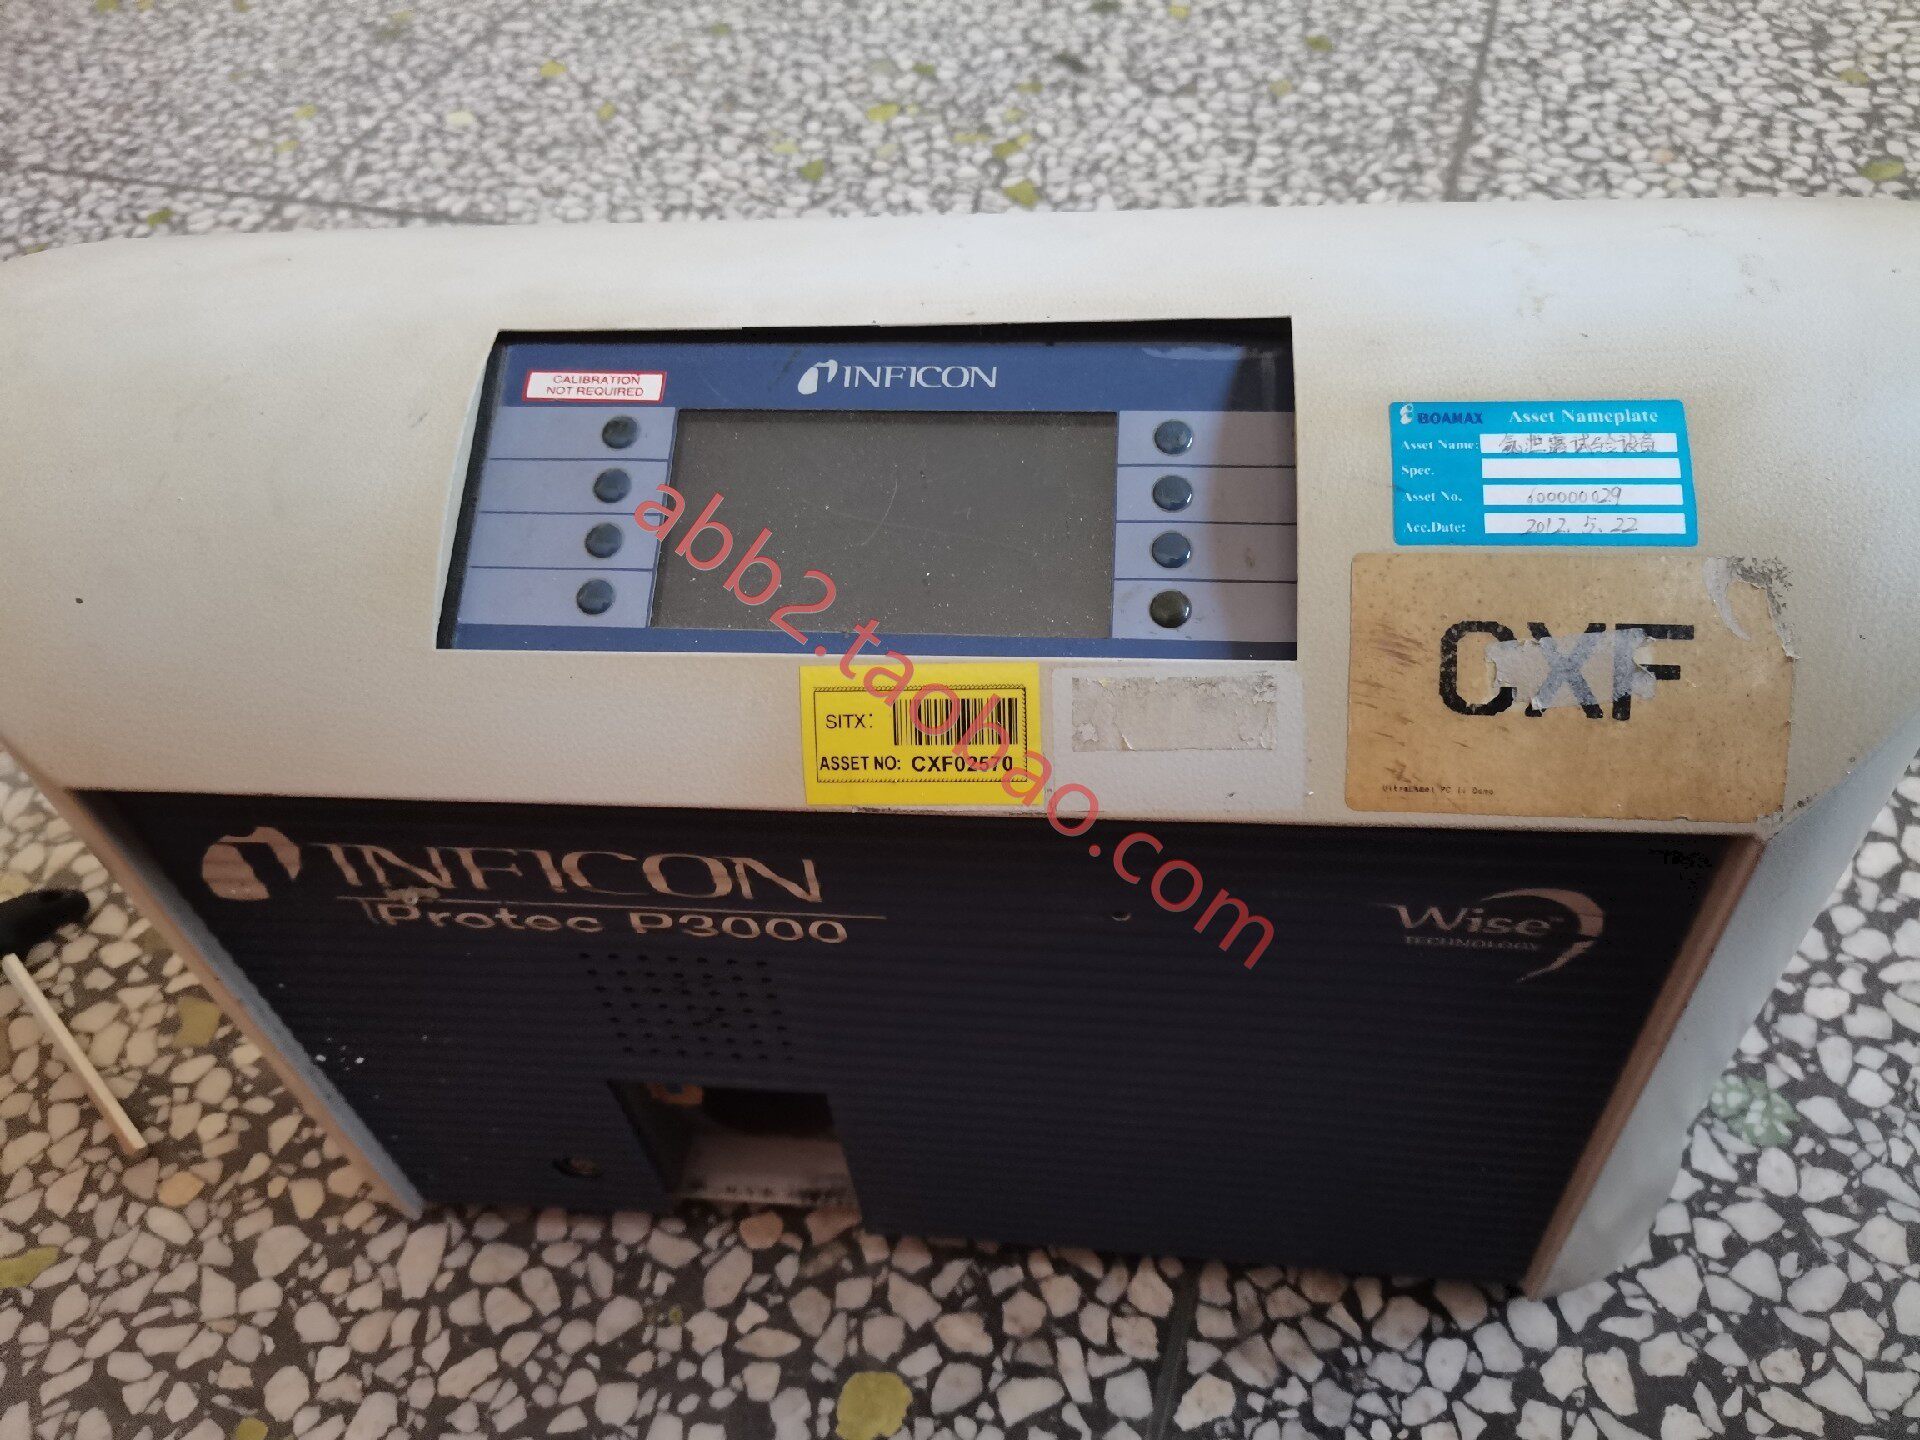 INFICON
CALIBRATION
NOT REQUIRED
BOAMAX Asset Nameplate
Asset Name:
Spec.
Asset No. 100000029
Acc.Date: 2012.5.22
CXF
SITX:
ASSET NO: CXF02570
abb2.taobao.com
INFICON
Protec P3000
Wise
TECHNOLOGY